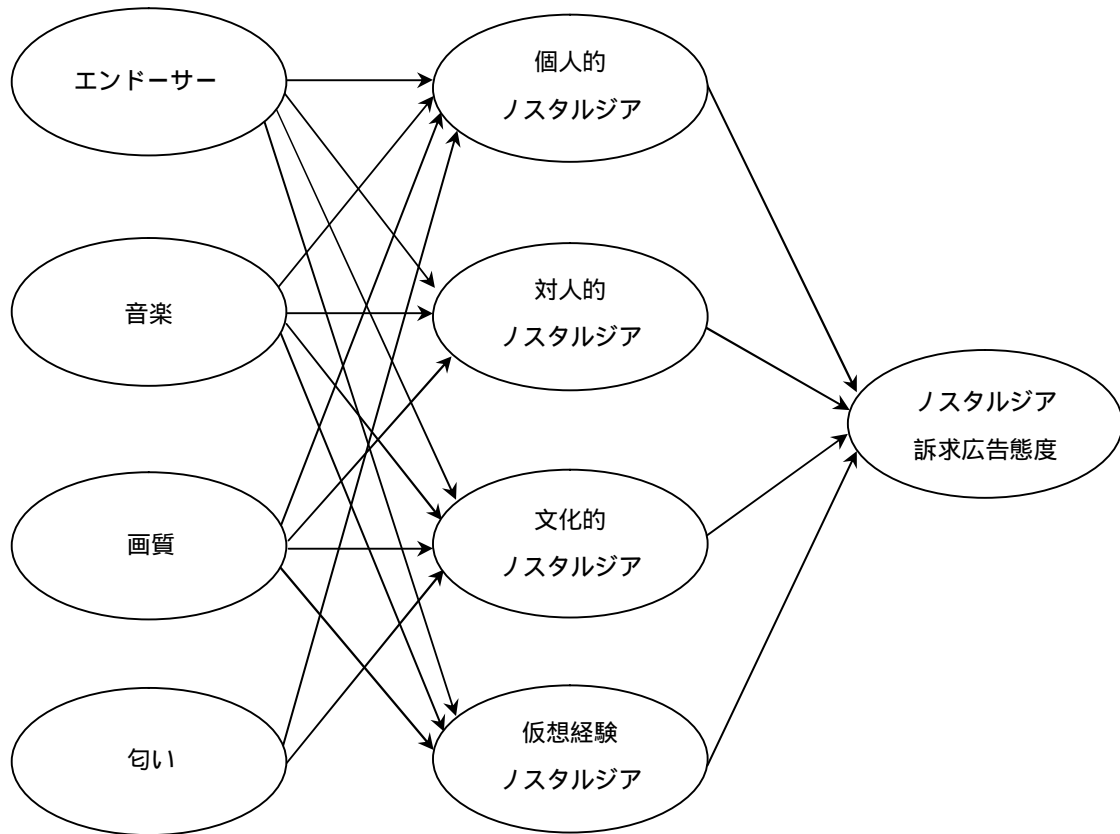 エンドーサー
音楽
画質
匂い
個人的
ノスタルジア
対人的
ノスタルジア
文化的
ノスタルジア
仮想経験
ノスタルジア
ノスタルジア
訴求広告態度